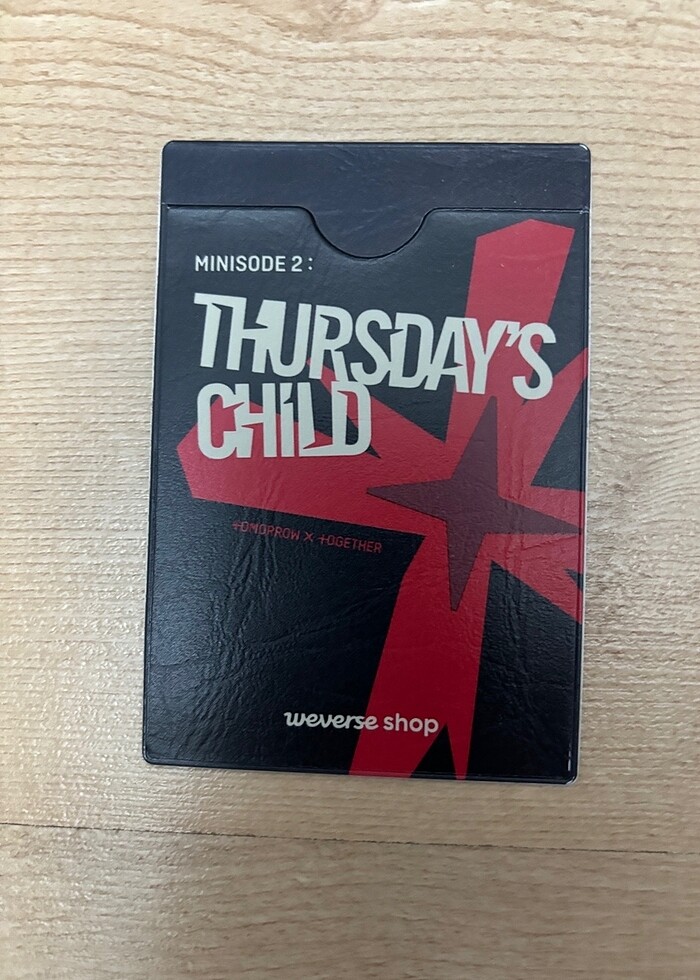 MINISODE 2 :
THURSDAY'S
CHiLD
TOMORROW X TOGETHER
weverse shop